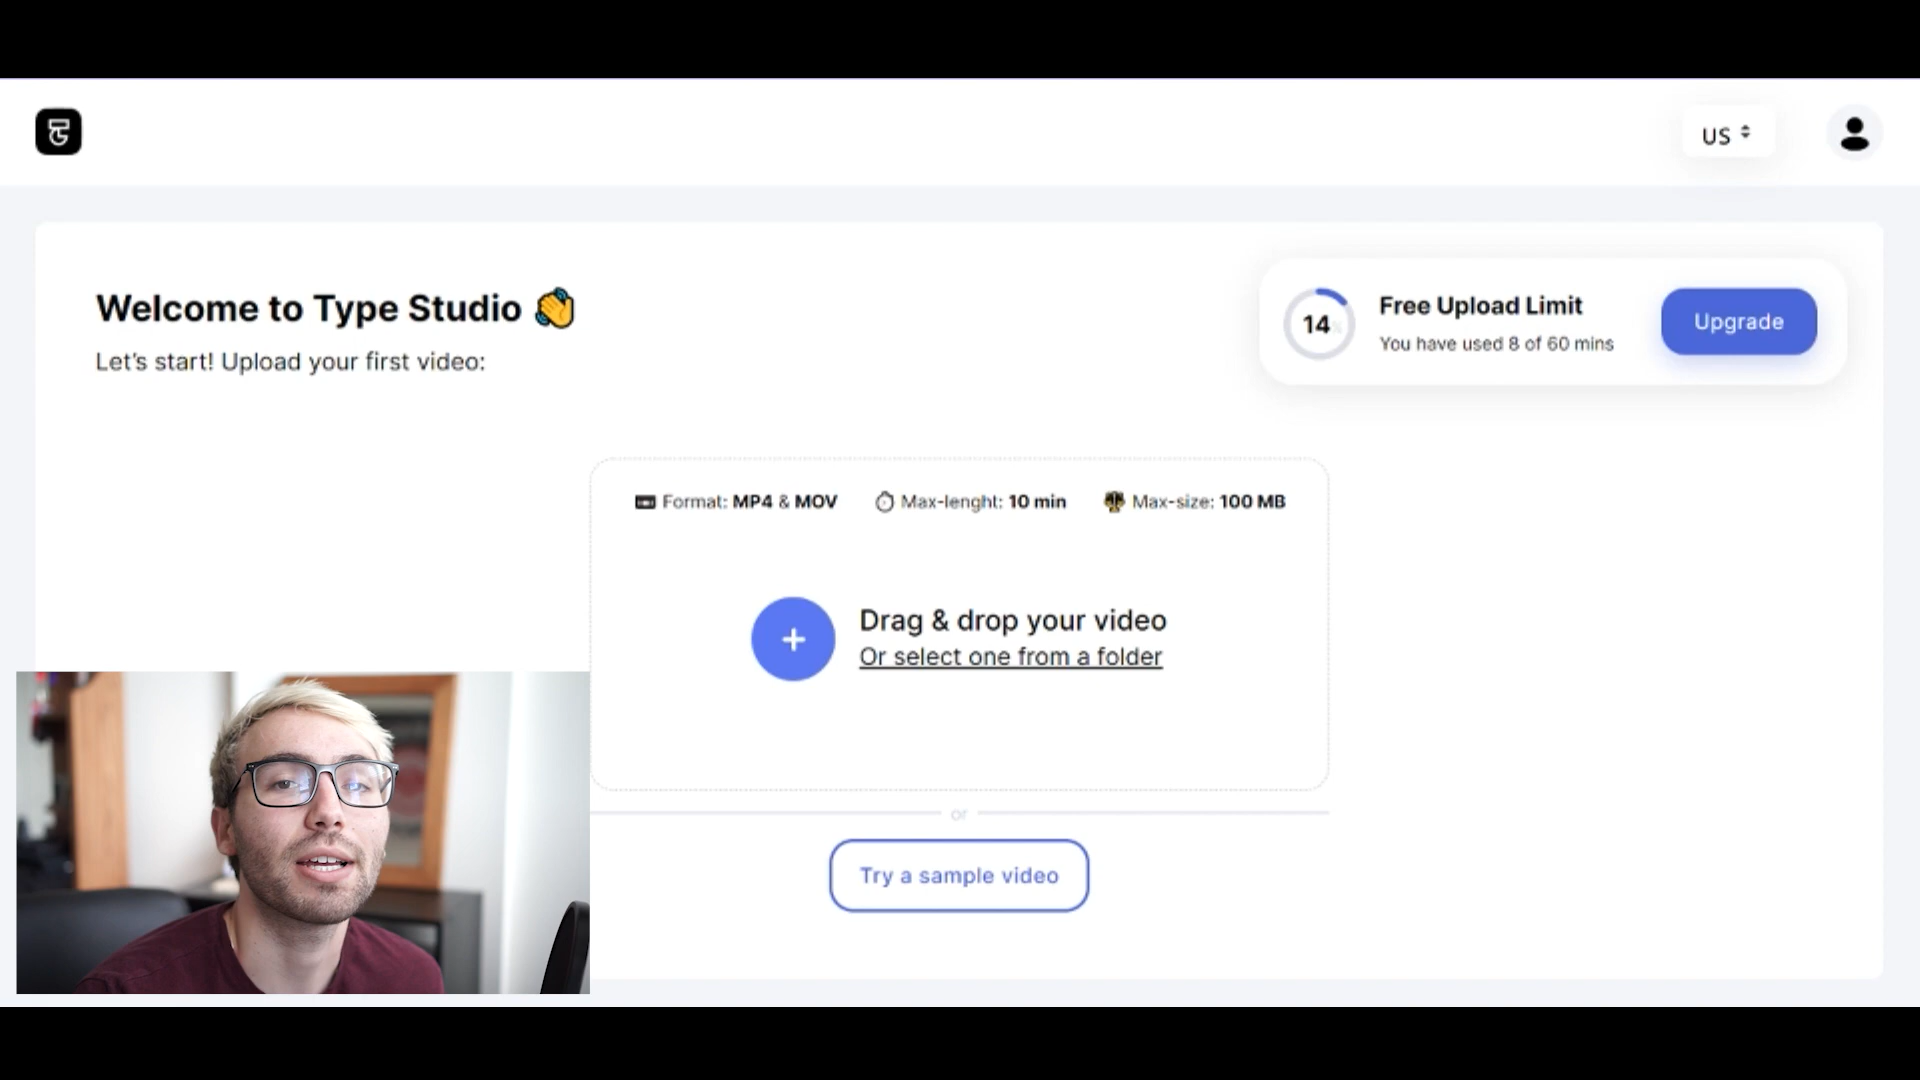 US
Welcome to Type Studio
Let's start! Upload your first video:
14%
Free Upload Limit
You have used 8 of 60 mins
Upgrade
Format: MP4 & MOV
Max-lenght: 10 min
Max-size: 100 MB
Drag & drop your video
Or select one from a folder
or
Try a sample video